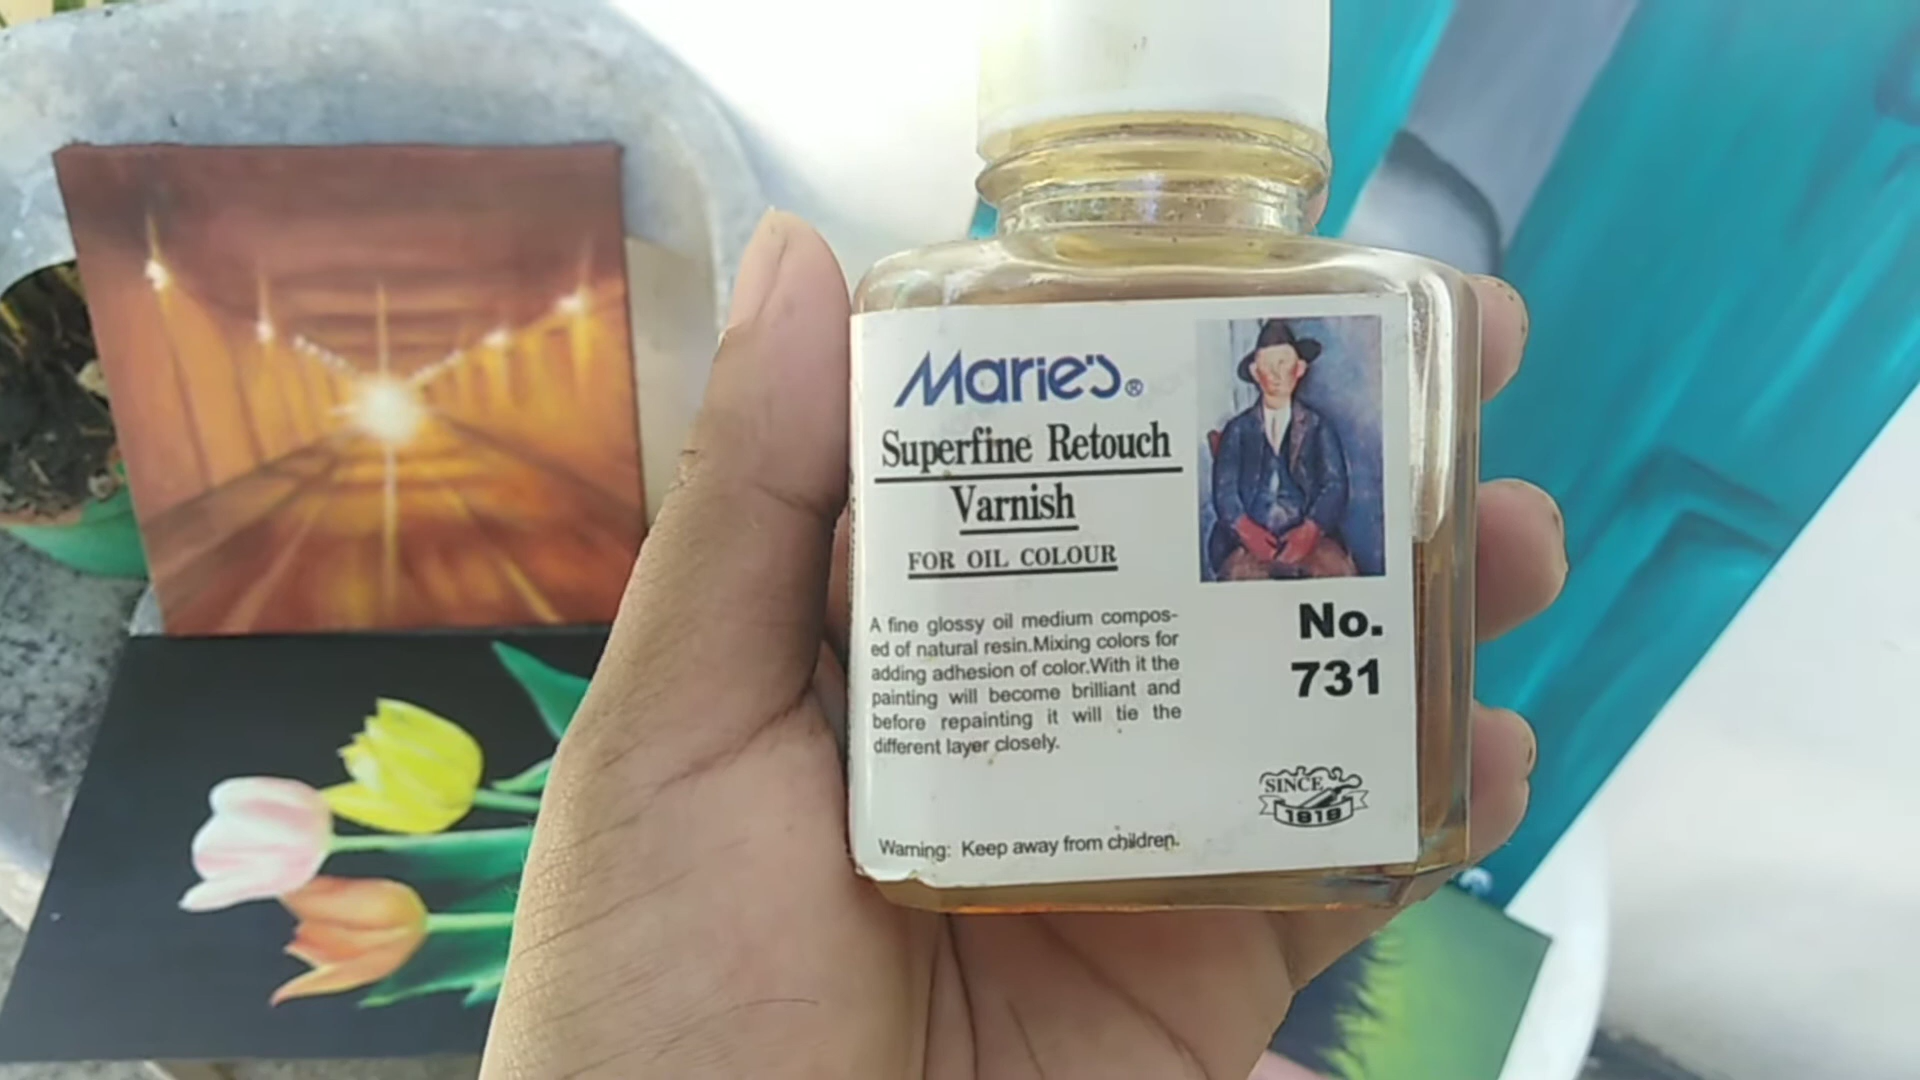 Marie's®
Superfine Retouch
Varnish
FOR OIL COLOUR
A fine glossy oil medium compos-
ed of natural resin.Mixing colors for
adding adhesion of color.With it the
painting will become brilliant and
before repainting it will tie the
different layer closely.
No.
731
SINCE
1919
Warning: Keep away from children.